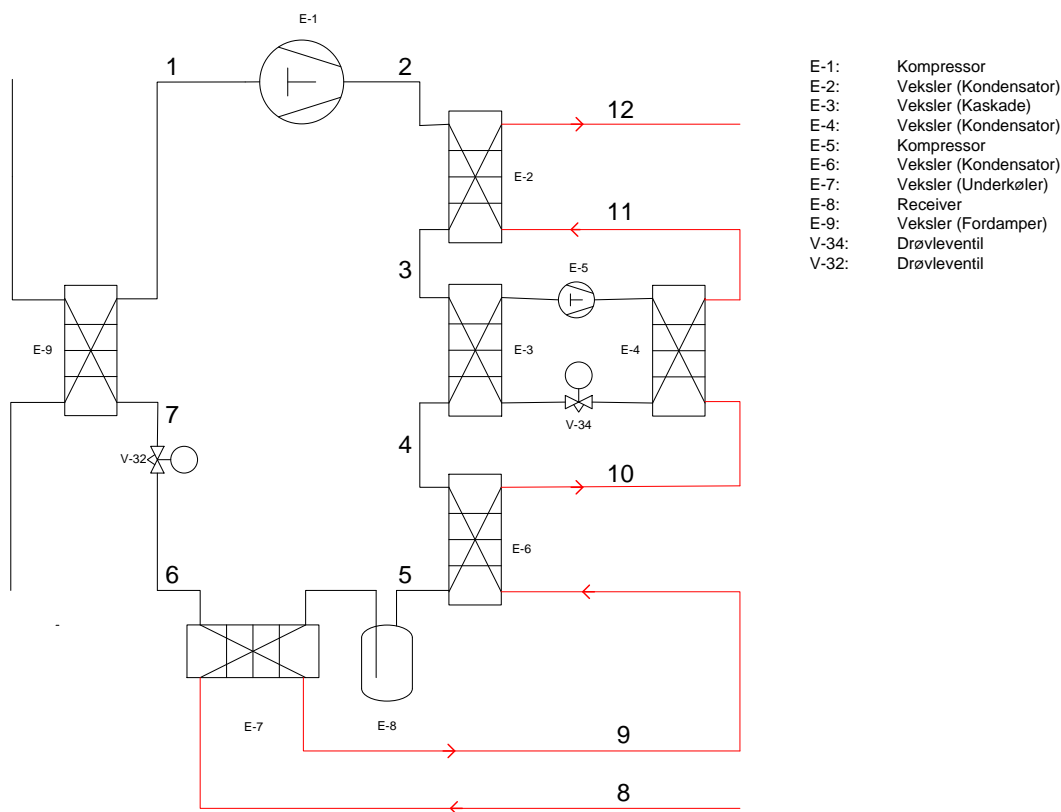 E-1
1
2
12
E-2
11
3
E-5
E-3
E-4
E-9
7
V-34
4
V-32
10
E-6
6
5
-
E-7
E-8
9
8
E-1: Kompressor
E-2: Veksler (Kondensator)
E-3: Veksler (Kaskade)
E-4: Veksler (Kondensator)
E-5: Kompressor
E-6: Veksler (Kondensator)
E-7: Veksler (Underkøler)
E-8: Receiver
E-9: Veksler (Fordamper)
V-34: Drøvleventil
V-32: Drøvleventil